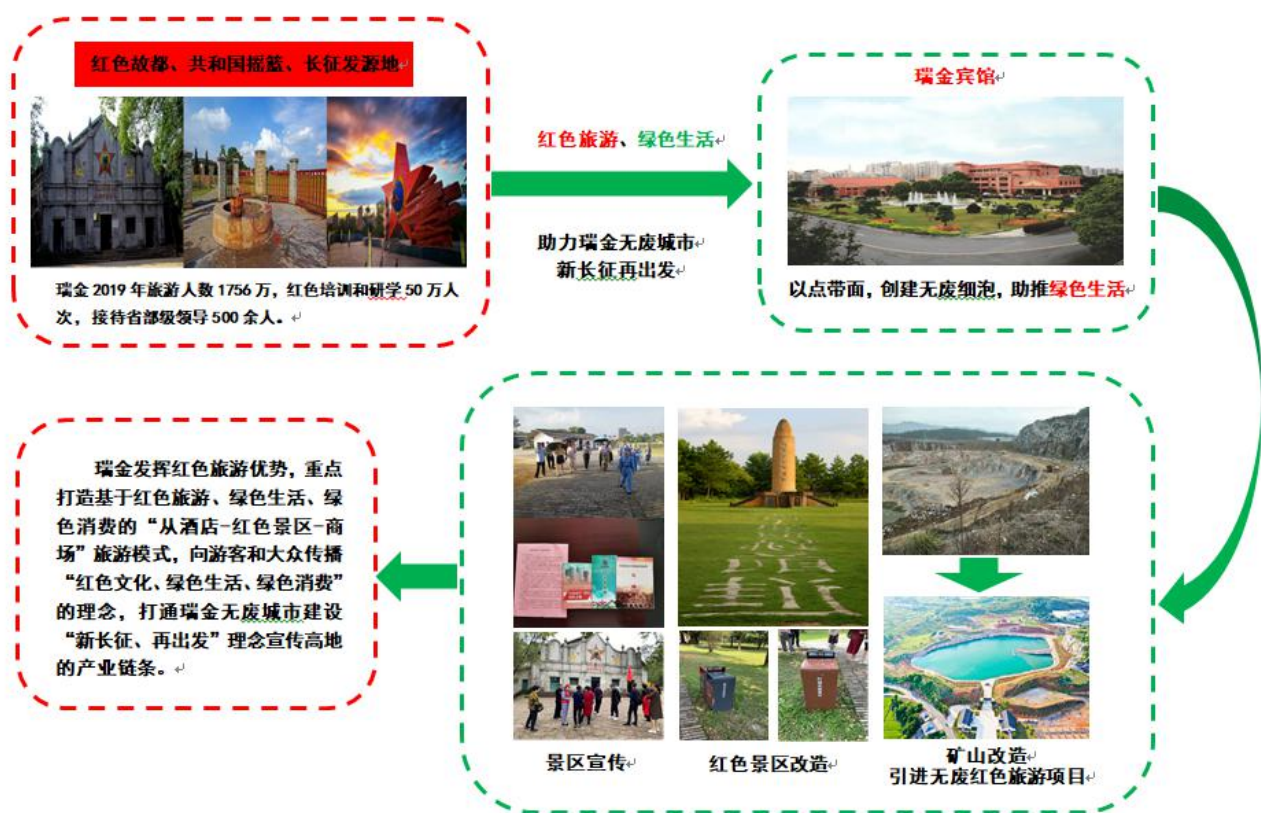 红色故都、共和国摇篮、长征发源地
瑞金 2019 年旅游人数 1756 万，红色培训和研学 50 万人
次，接待省部级领导 500 余人。
红色旅游、绿色生活
助力瑞金无废城市
新长征再出发
瑞金宾馆
以点带面，创建无废细胞，助推绿色生活
景区宣传
红色景区改造
矿山改造
引进无废红色旅游项目
瑞金发挥红色旅游优势，重点
打造基于红色旅游、绿色生活、绿
色消费的“从酒店-红色景区-商
场”旅游模式，向游客和大众传播
“红色文化、绿色生活、绿色消费”
的理念，打通瑞金无废城市建设
“新长征、再出发”理念宣传高地
的产业链条。